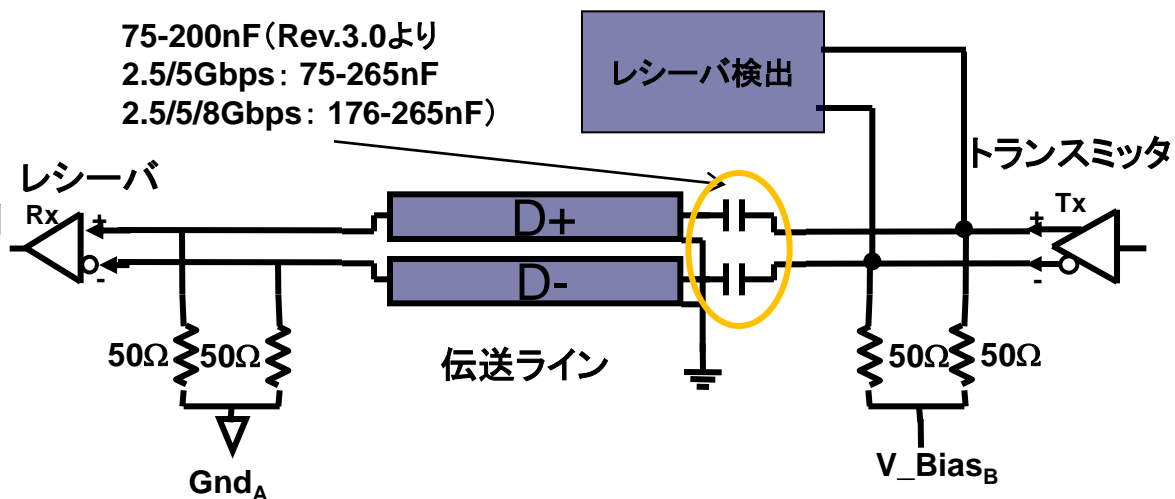 75-200nF（Rev.3.0より
2.5/5Gbps： 75-265nF
2.5/5/8Gbps： 176-265nF）
レシーバ検出
トランスミッタ
レシーバ
Rx
+
-
D+
D-
Tx
+
-
50Ω
50Ω
伝送ライン
50Ω
50Ω
GndA
V_BiasB